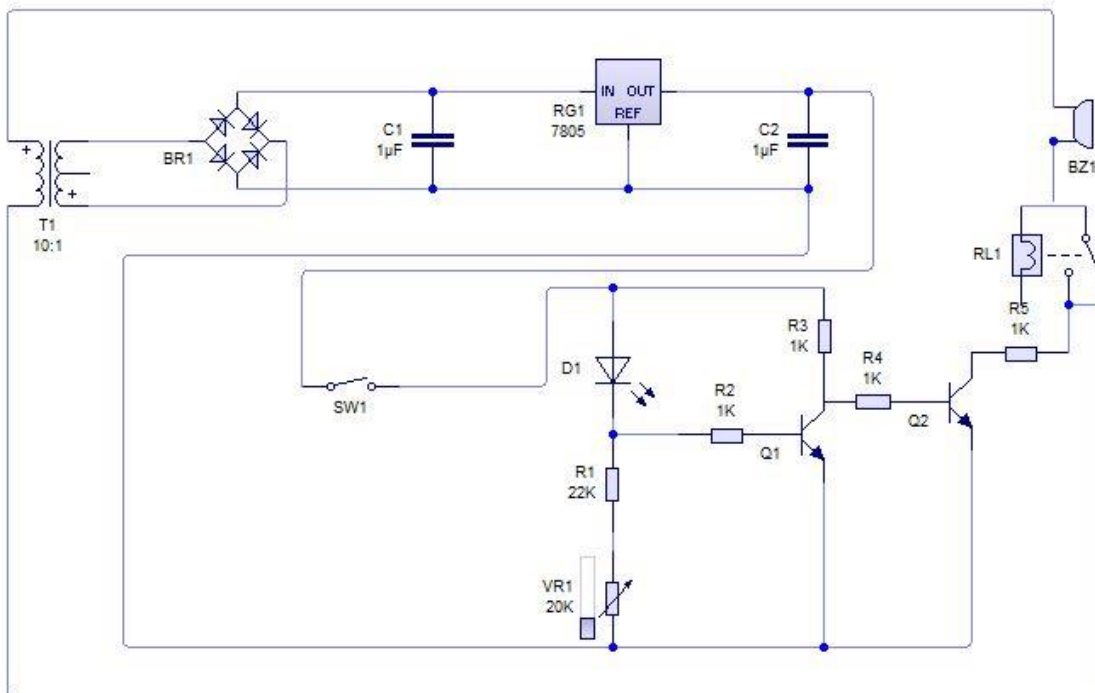 IN OUT
REF
RG1
7805
C1
1µF
C2
1µF
BR1
BZ1
+
+
T1
10:1
RL1
R5
1K
R3
1K
R4
1K
D1
SW1
R2
1K
Q2
Q1
R1
22K
VR1
20K